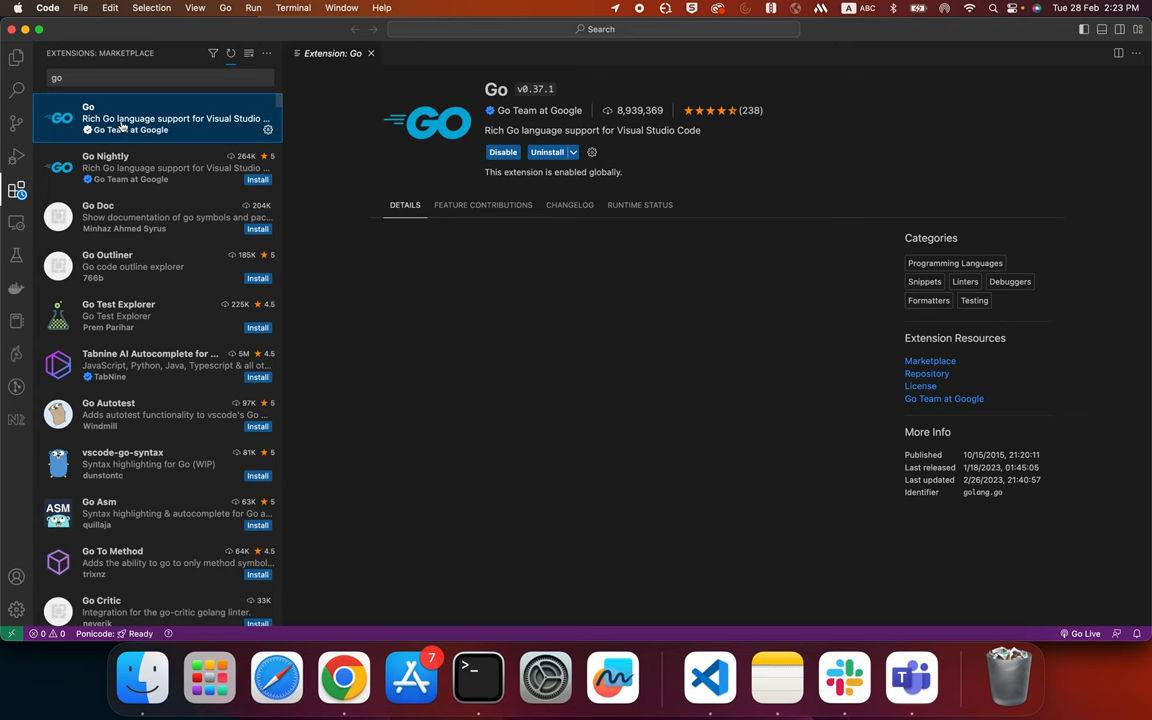 Code File Edit Selection View Go Run Terminal Window Help A ABC Tue 28 Feb 2:23 PM
Search
EXTENSIONS: MARKETPLACE
Extension: Go
go
Go
Rich Go language support for Visual Studio ...
Go Team at Google
Go Nightly 264K 5
Rich Go language support for Visual Studio ...
Go Team at Google Install
Go Doc 204K
Show documentation of go symbols and pac...
Minhaz Ahmed Syrus Install
Go Outliner 185K 5
Go code outline explorer
766b Install
Go Test Explorer 225K 4.5
Go Test Explorer
Prem Parihar Install
Tabnine AI Autocomplete for ... 5M 4.5
JavaScript, Python, Java, Typescript & all ot...
TabNine Install
Go Autotest 97K 5
Adds autotest functionality to vscode's Go ...
Windmill Install
vscode-go-syntax 81K 5
Syntax highlighting for Go (WIP)
dunstontc Install
ASM
Go Asm 63K 5
Syntax highlighting & autocomplete for Go a...
quillaja Install
Go To Method 64K 4.5
Adds the ability to go to only method symbol...
trixnz Install
Go Critic 33K
Integration for the go-critic golang linter.
neverik Install
GO
Go v0.37.1
Go Team at Google 8,939,369 (238)
Rich Go language support for Visual Studio Code
Disable Uninstall
This extension is enabled globally.
DETAILS FEATURE CONTRIBUTIONS CHANGELOG RUNTIME STATUS
Categories
Programming Languages
Snippets Linters Debuggers
Formatters Testing
Extension Resources
Marketplace
Repository
License
Go Team at Google
More Info
Published 10/15/2015, 21:20:11
Last released 1/18/2023, 01:45:05
Last updated 2/26/2023, 21:40:57
Identifier golang.go
0 0 Ponicode: Ready Go Live
7